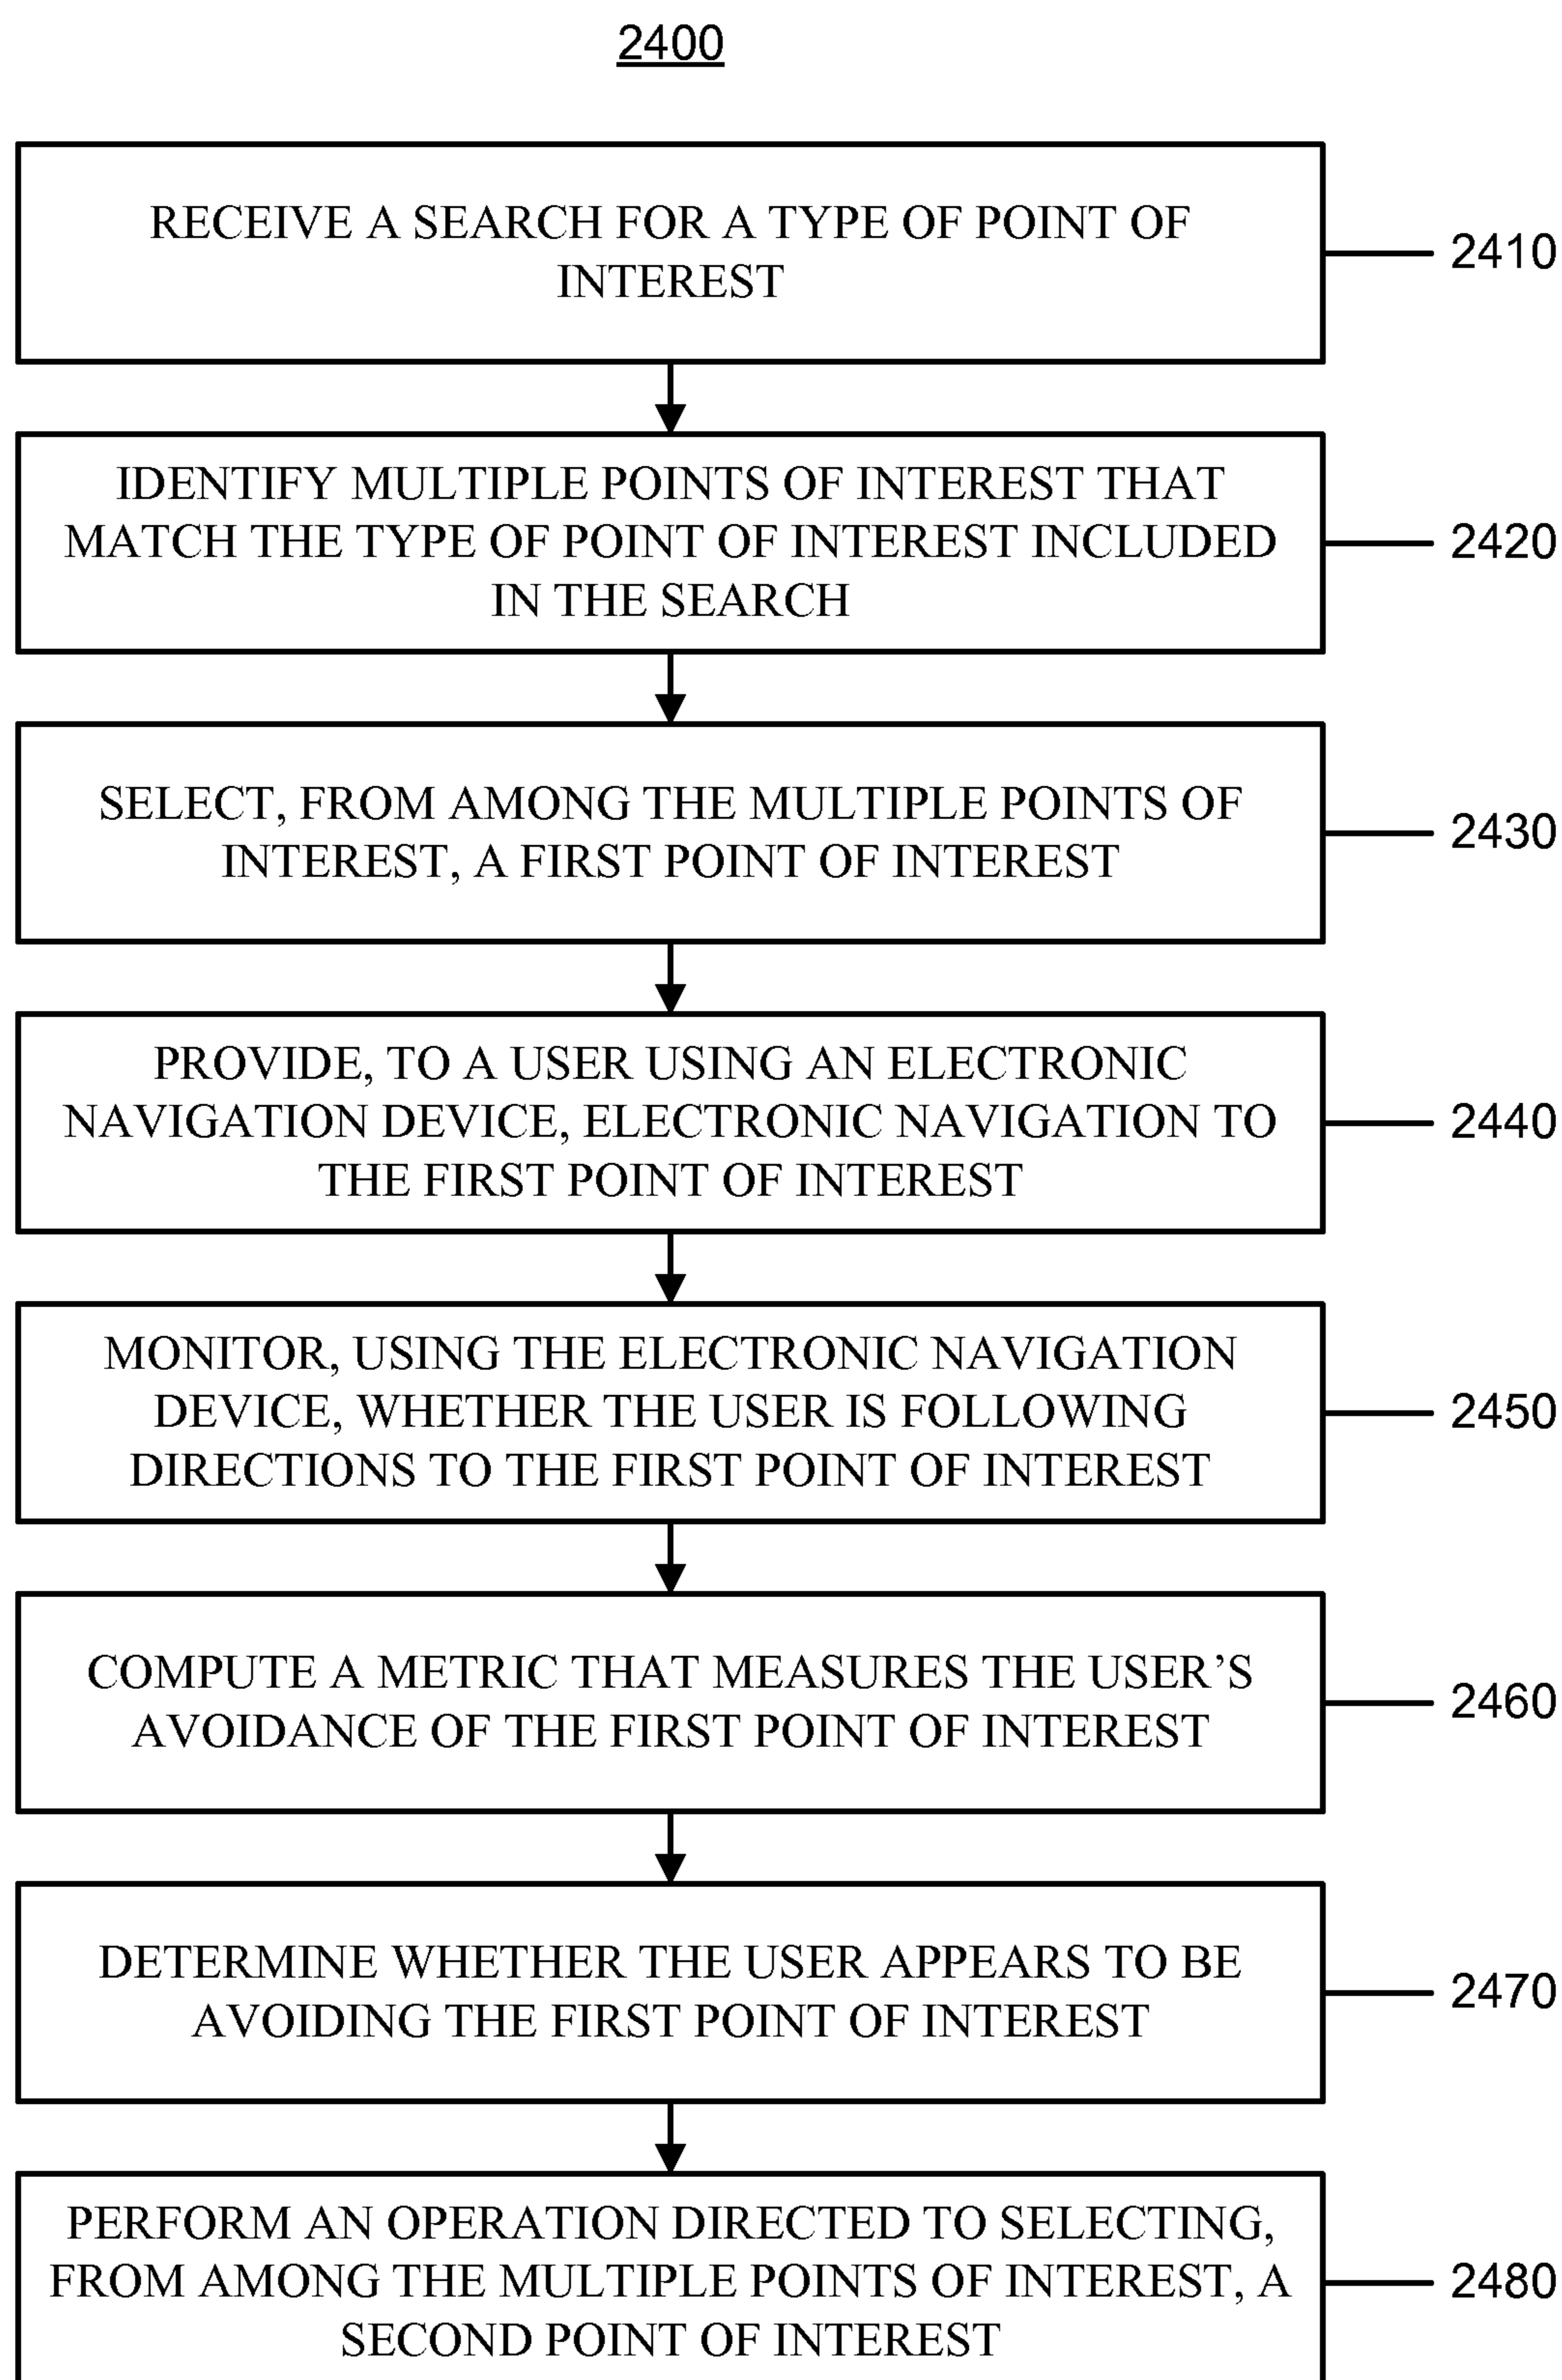 2400
RECEIVE A SEARCH FOR A TYPE OF POINT OF
INTEREST
2410
IDENTIFY MULTIPLE POINTS OF INTEREST THAT
MATCH THE TYPE OF POINT OF INTEREST INCLUDED
IN THE SEARCH
2420
SELECT, FROM AMONG THE MULTIPLE POINTS OF
INTEREST, A FIRST POINT OF INTEREST
2430
PROVIDE, TO A USER USING AN ELECTRONIC
NAVIGATION DEVICE, ELECTRONIC NAVIGATION TO
THE FIRST POINT OF INTEREST
2440
MONITOR, USING THE ELECTRONIC NAVIGATION
DEVICE, WHETHER THE USER IS FOLLOWING
DIRECTIONS TO THE FIRST POINT OF INTEREST
2450
COMPUTE A METRIC THAT MEASURES THE USER’S
AVOIDANCE OF THE FIRST POINT OF INTEREST
2460
DETERMINE WHETHER THE USER APPEARS TO BE
AVOIDING THE FIRST POINT OF INTEREST
2470
PERFORM AN OPERATION DIRECTED TO SELECTING,
FROM AMONG THE MULTIPLE POINTS OF INTEREST, A
SECOND POINT OF INTEREST
2480